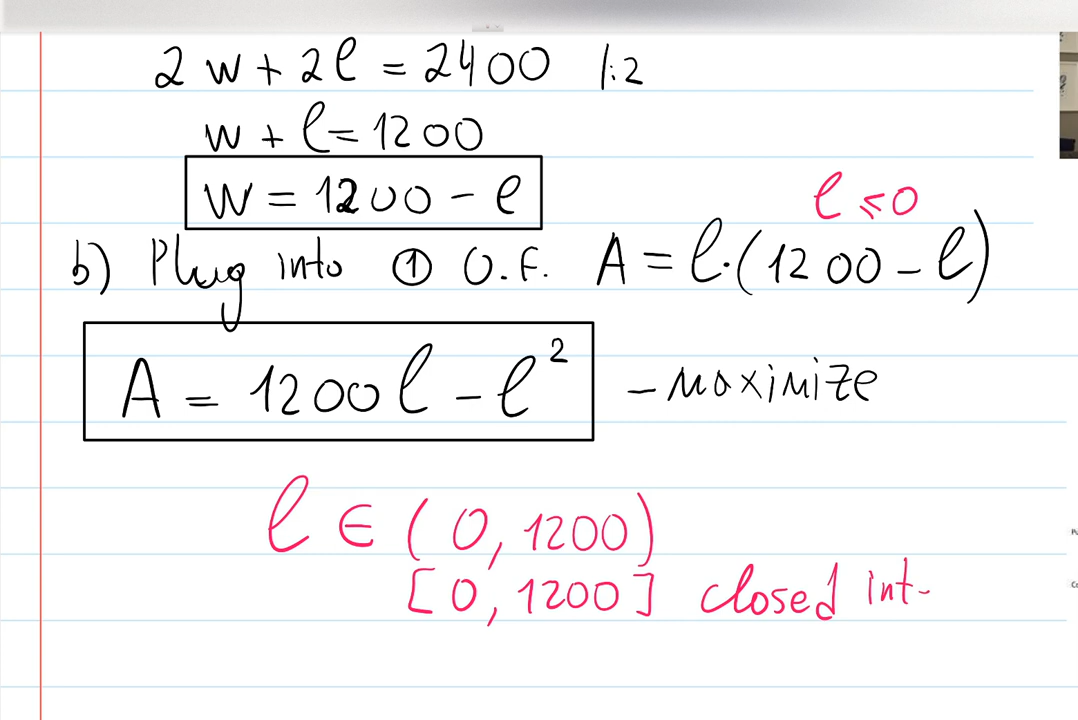 2w + 2l = 2400 |:2
w + l = 1200
w = 1200 - l
l ≤ 0
b) Plug into ① O.F. A = l·(1200 - l)
A = 1200l - l² - maximize
l ∈ (0, 1200)
[0, 1200] closed int.